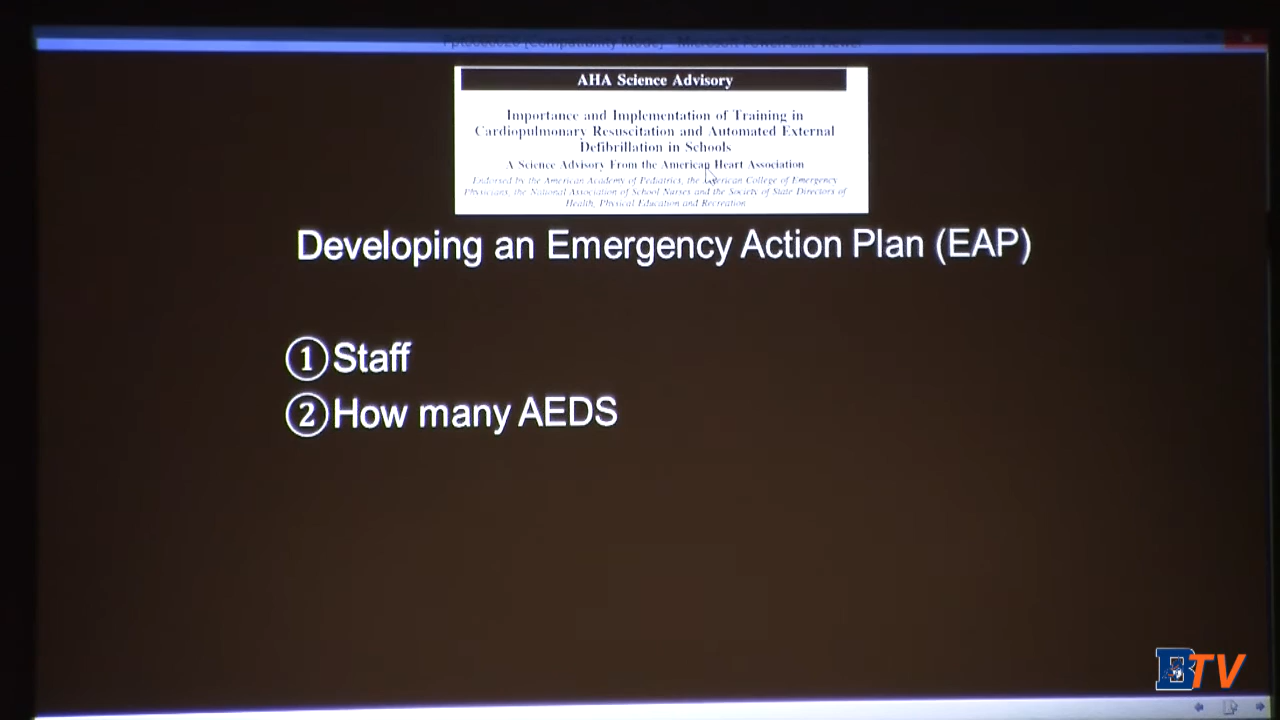 AHA Science Advisory
Importance and Implementation of Training in
Cardiopulmonary Resuscitation and Automated External
Defibrillation in Schools
A Science Advisory From the American Heart Association
Endorsed by the American Academy of Pediatrics, the American College of Emergency
Physicians, the National Association of School Nurses and the Society of State Directors of
Health, Physical Education and Recreation
Developing an Emergency Action Plan (EAP)
① Staff
② How many AEDS
BTV